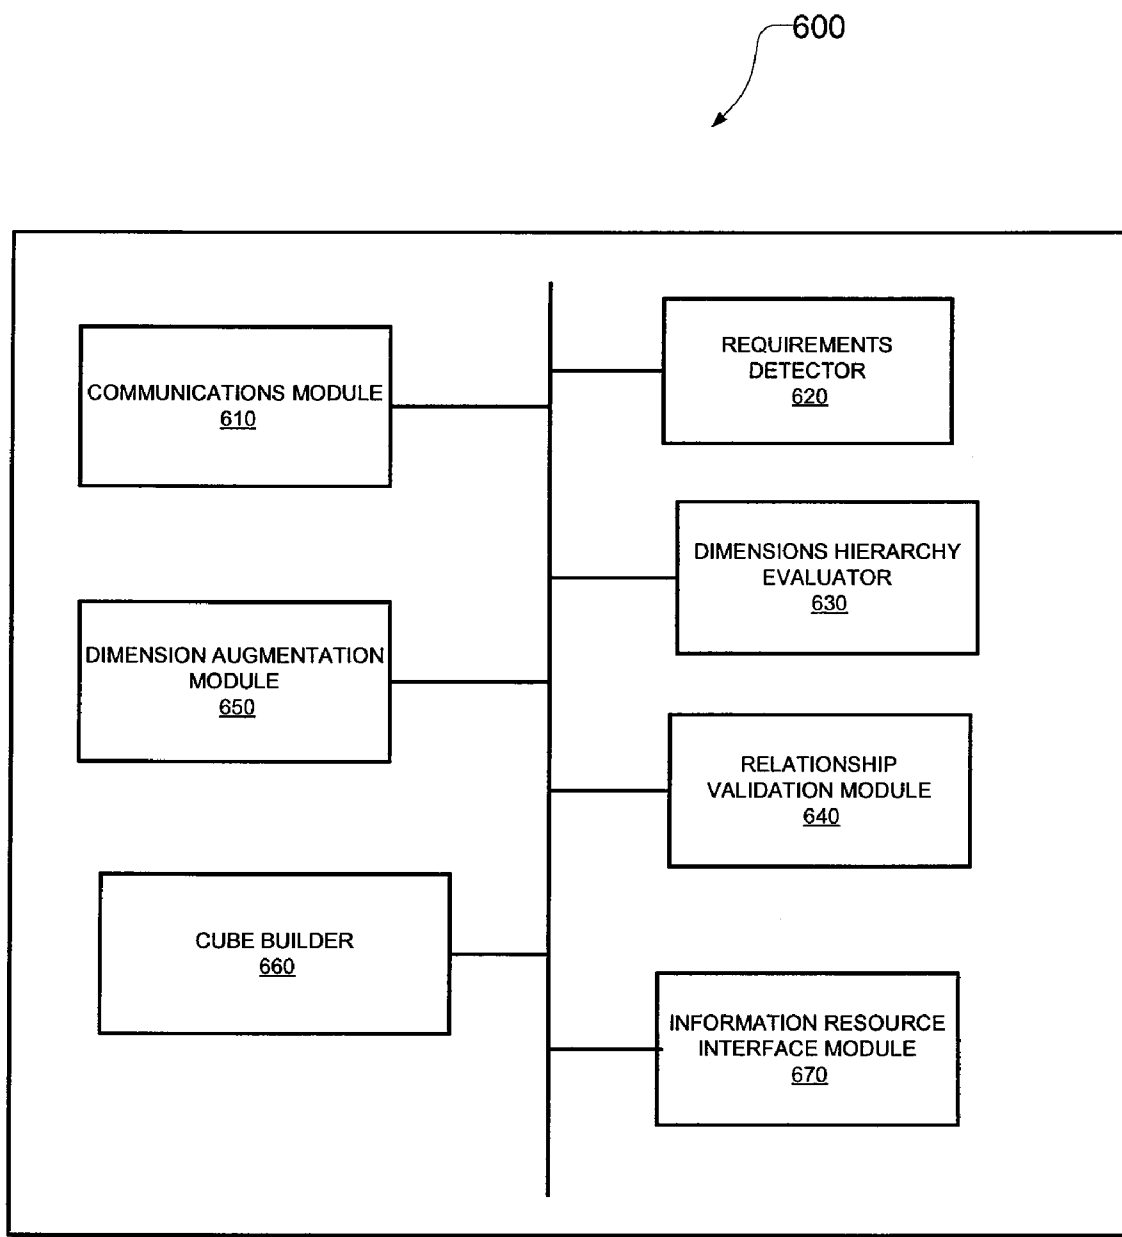 600
COMMUNICATIONS MODULE
610
REQUIREMENTS
DETECTOR
620
DIMENSIONS HIERARCHY
EVALUATOR
630
DIMENSION AUGMENTATION
MODULE
650
RELATIONSHIP
VALIDATION MODULE
640
CUBE BUILDER
660
INFORMATION RESOURCE
INTERFACE MODULE
670